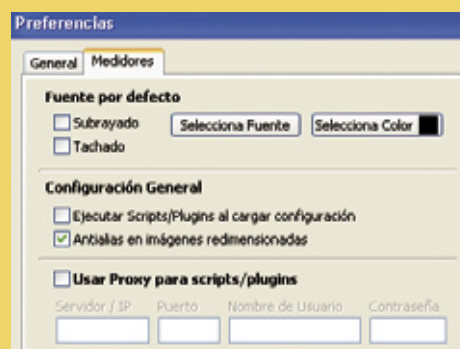 Preferencias
General Medidores
Fuente por defecto
Subrayado Selecciona Fuente Selecciona Color
Tachado
Configuración General
Ejecutar Scripts/Plugins al cargar configuración
Antialias en imágenes redimensionadas
Usar Proxy para scripts/plugins
Servidor / IP Puerto Nombre de Usuario Contraseña